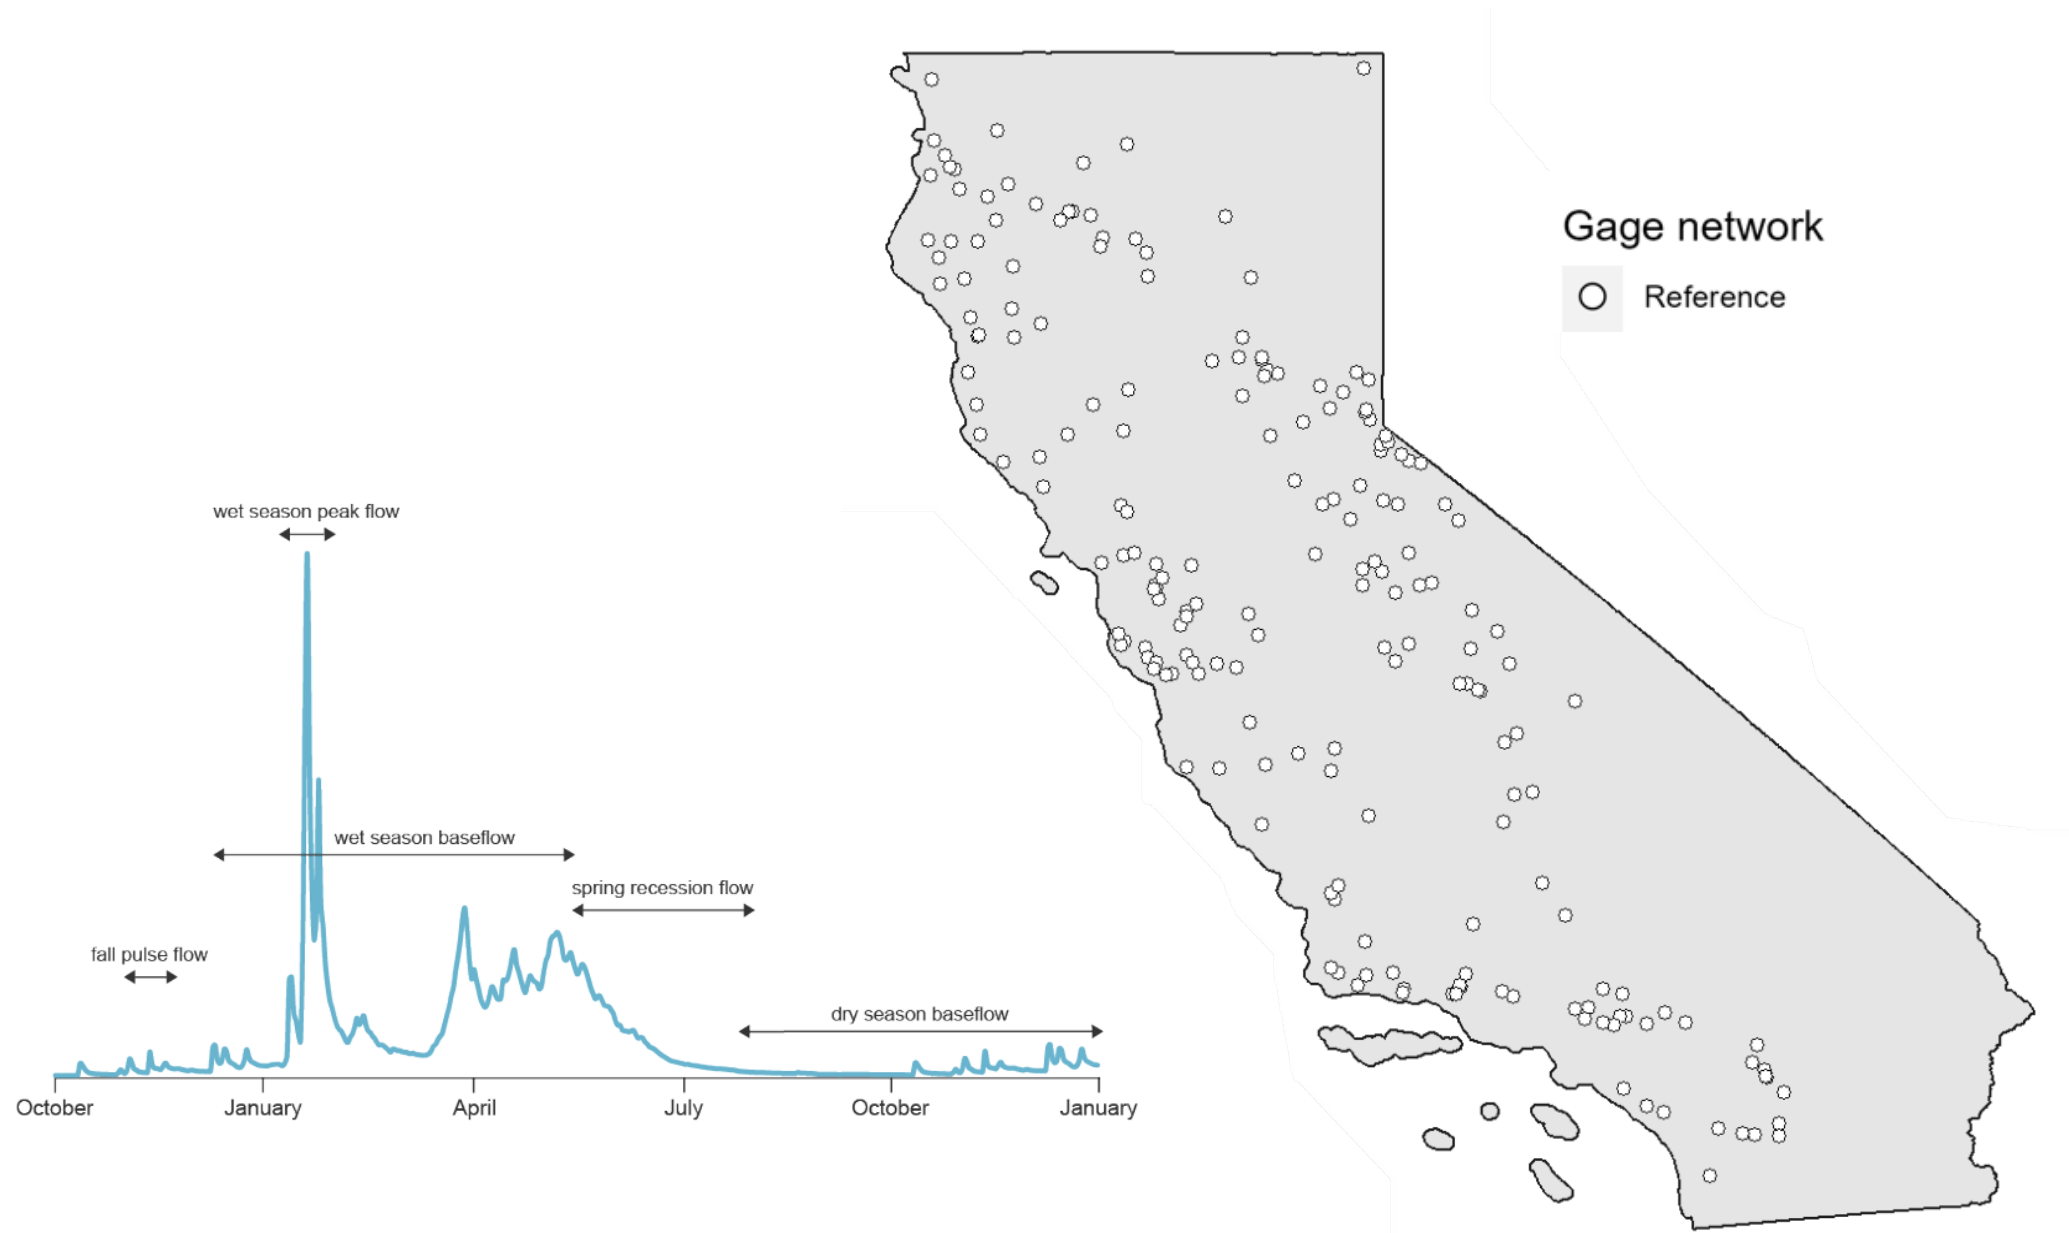 Gage network
Reference
wet season peak flow
wet season baseflow
spring recession flow
fall pulse flow
dry season baseflow
October January April July October January